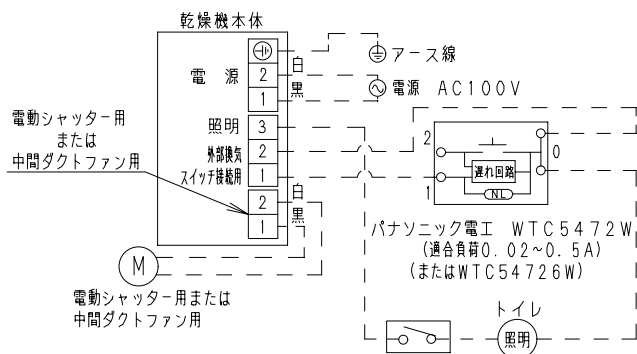 乾燥機本体
白
アース線
電源
2
黒
電源 AC100V
1
電動シャッター用
または
中間ダクトファン用
照明
3
外部換気
2
スイッチ接続用
1
2
白
1
黒
2
0
遅れ回路
1
NL
パナソニック電工 WTC5472W
(適合負荷0.02~0.5A)
(またはWTC54726W)
M
電動シャッター用または
中間ダクトファン用
トイレ
照明